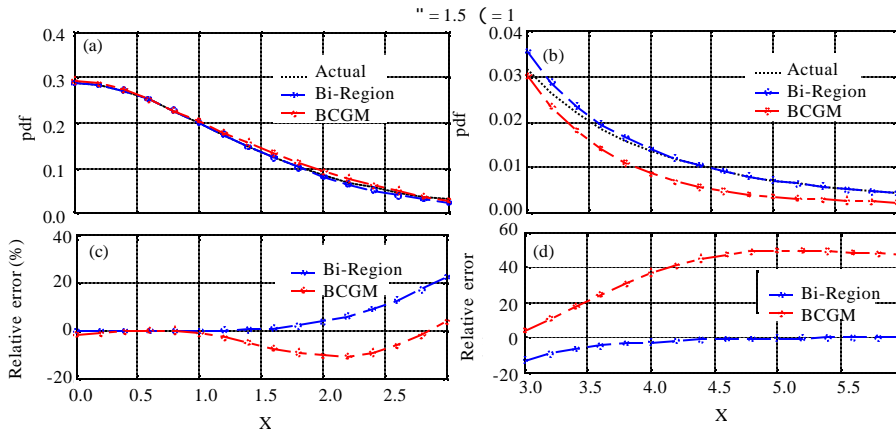 " = 1.5 ( = 1
0.4
(a)
Actual
Bi-Region
BCGM
0.3
0.2
0.1
0.0
pdf
0.04
(b)
Actual
Bi-Region
BCGM
0.03
0.02
0.01
0.00
pdf
40
(c)
Bi-Region
BCGM
20
0
-20
Relative error (%)
0.0 0.5 1.0 1.5 2.0 2.5
X
60
(d)
Bi-Region
BCGM
40
20
0
-20
Relative error
3.0 3.5 4.0 4.5 5.0 5.5
X